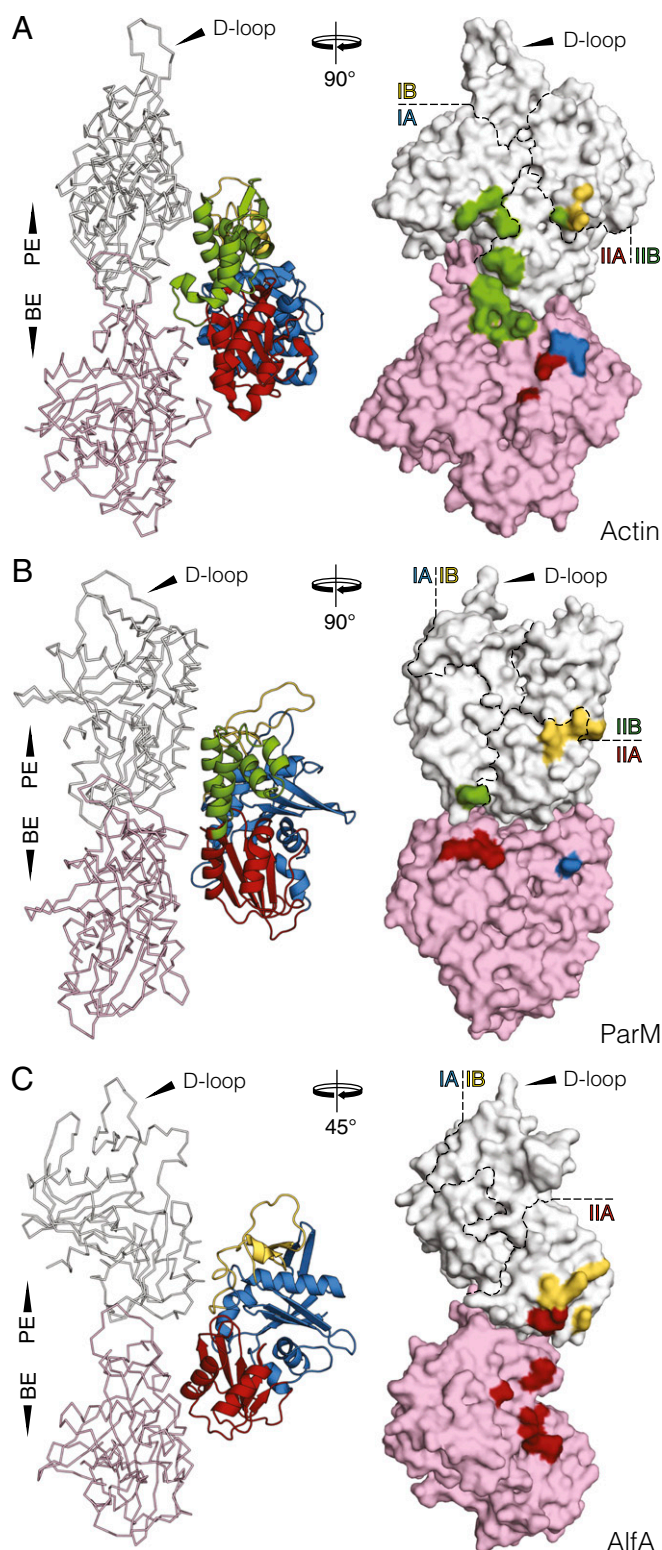 A
D-loop
90°
D-loop
IB
IA
PE
BE
IIA
IIB
Actin
B
D-loop
90°
IA
IB
D-loop
PE
BE
IIB
IIA
ParM
C
D-loop
45°
IA
IB
D-loop
IIA
PE
BE
AlfA